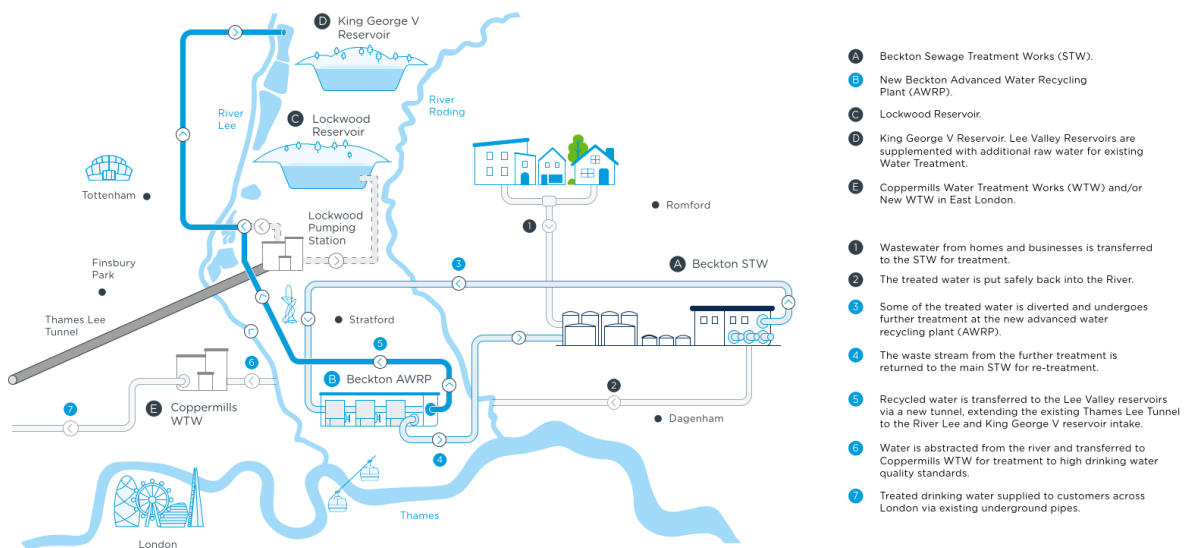 D King George V
Reservoir
River
Lee
River
Roding
C Lockwood
Reservoir
Tottenham
Lockwood
Pumping
Station
1
Romford
Finsbury
Park
3
A Beckton STW
Thames Lee
Tunnel
Stratford
5
6
B Beckton AWRP
2
7
E Coppermills
WTW
Dagenham
4
Thames
London
A Beckton Sewage Treatment Works (STW).
B New Beckton Advanced Water Recycling
Plant (AWRP).
C Lockwood Reservoir.
D King George V Reservoir. Lee Valley Reservoirs are
supplemented with additional raw water for existing
Water Treatment.
E Coppermills Water Treatment Works (WTW) and/or
New WTW in East London.
1 Wastewater from homes and businesses is transferred
to the STW for treatment.
2 The treated water is put safely back into the River.
3 Some of the treated water is diverted and undergoes
further treatment at the new advanced water
recycling plant (AWRP).
4 The waste stream from the further treatment is
returned to the main STW for re-treatment.
5 Recycled water is transferred to the Lee Valley reservoirs
via a new tunnel, extending the existing Thames Lee Tunnel
to the River Lee and King George V reservoir intake.
6 Water is abstracted from the river and transferred to
Coppermills WTW for treatment to high drinking water
quality standards.
7 Treated drinking water supplied to customers across
London via existing underground pipes.